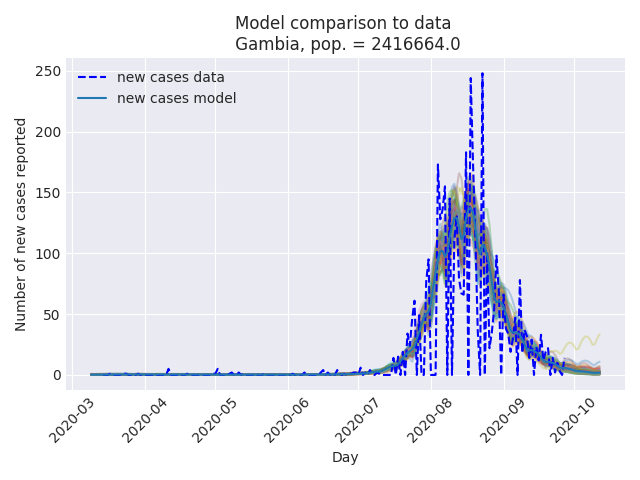 Model comparison to data
Gambia, pop. = 2416664.0
new cases data
new cases model
Number of new cases reported
250
200
150
100
50
0
2020-03
2020-04
2020-05
2020-06
2020-07
2020-08
2020-09
2020-10
Day